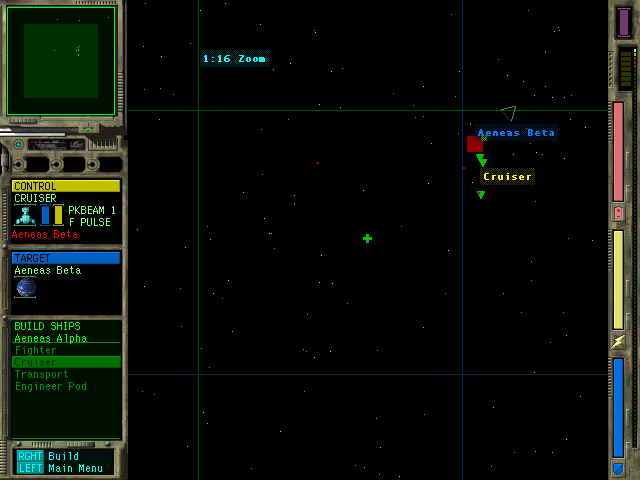 1:16 Zoom
Aeneas Beta
Cruiser
CONTROL
CRUISER
PKBEAM 1
F PULSE
Aeneas Beta
TARGET
Aeneas Beta
BUILD SHIPS
Aeneas Alpha
Fighter
Cruiser
Transport
Engineer Pod
RGHT Build
LEFT Main Menu